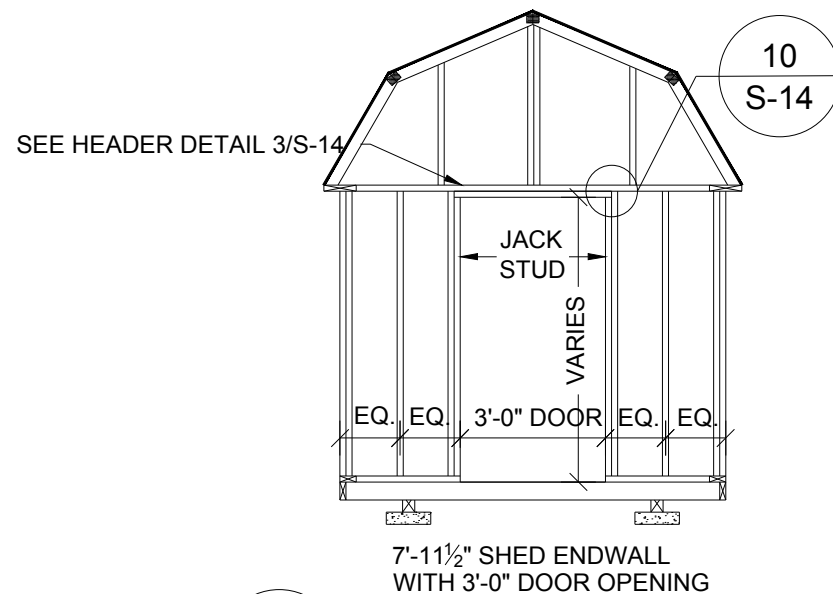 10
S-14
SEE HEADER DETAIL 3/S-14
JACK
STUD
VARIES
EQ. EQ. 3'-0" DOOR EQ. EQ.
7'-11½" SHED ENDWALL
WITH 3'-0" DOOR OPENING